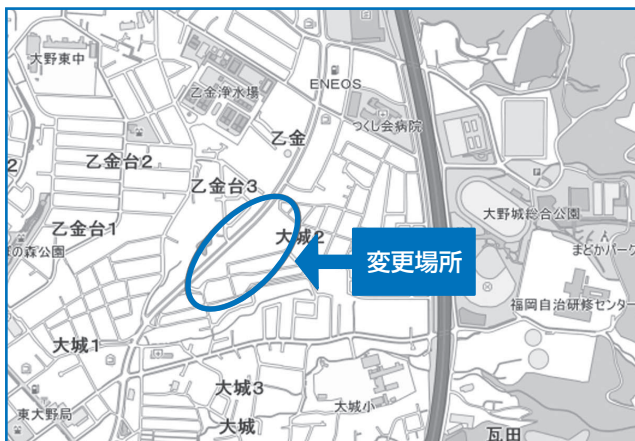 大野東中
乙金浄水場
ENEOS
つくし会病院
乙金
乙金台2
2
乙金台3
乙金台1
大野城総合公園
大城2
まどかパーク
ほの森公園
変更場所
福岡自治研修センター
大城1
大城3
東大野局
大城
大城小
瓦田